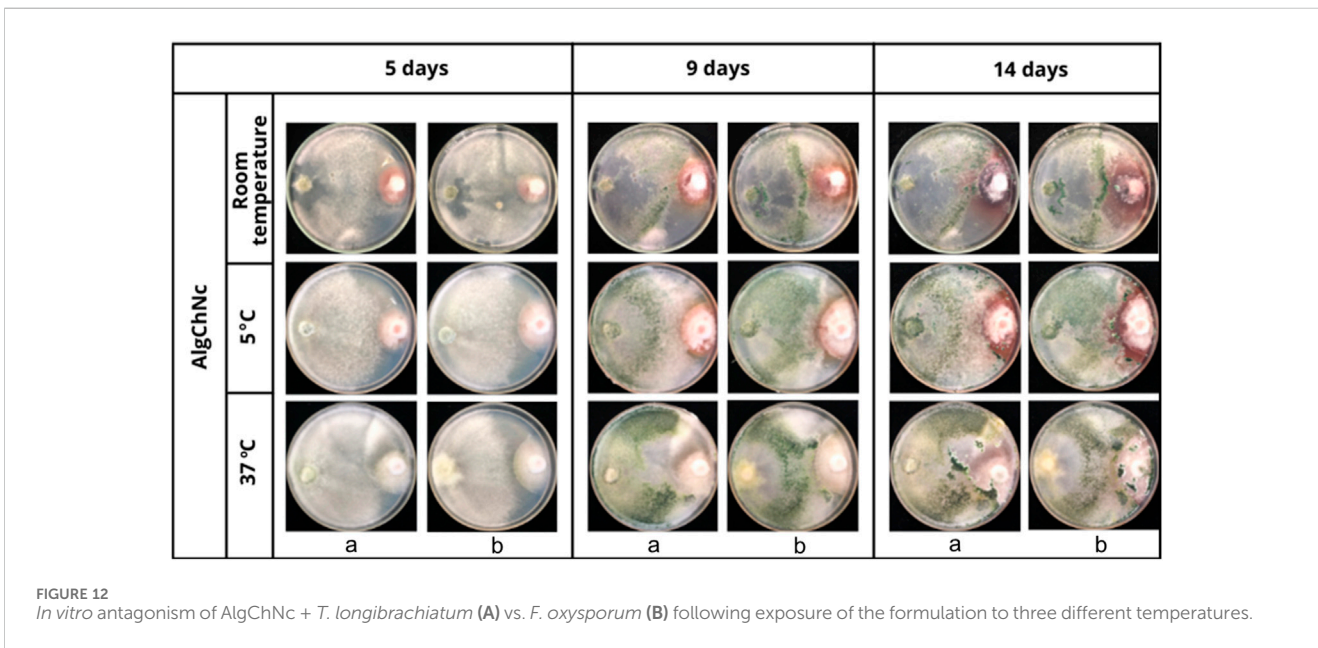 5 days 9 days 14 days
AlgChNc
Room
temperature
5°C
37 °C
a b a b a b
FIGURE 12
In vitro antagonism of AlgChNc + T. longibrachiatum (A) vs. F. oxysporum (B) following exposure of the formulation to three different temperatures.